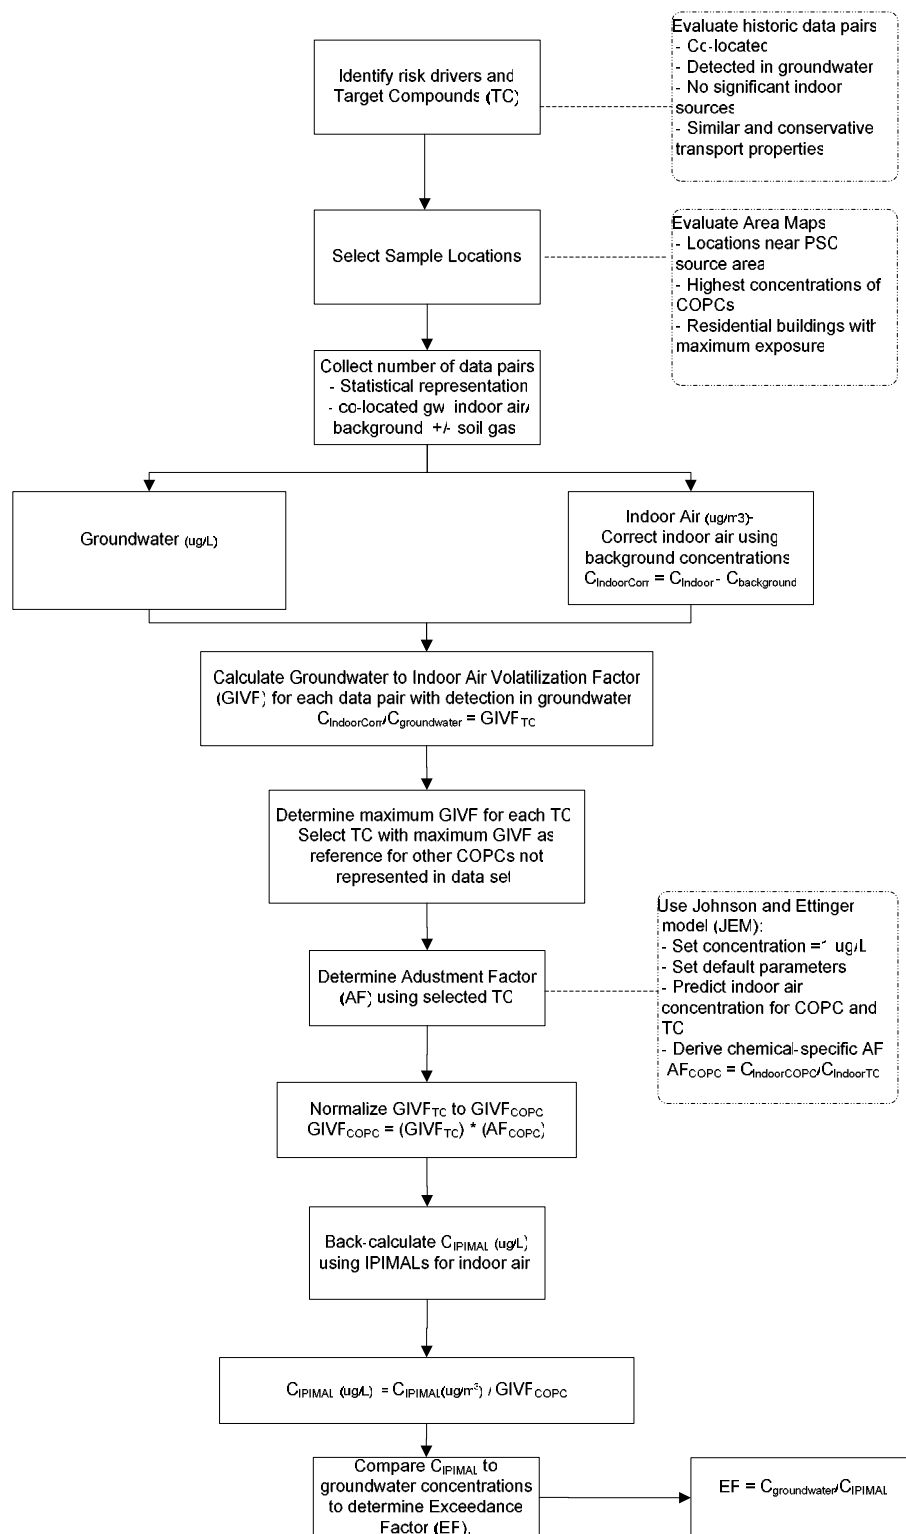 Identify risk drivers and
Target Compounds (TC)
Evaluate historic data pairs
- Co-located
- Detected in groundwater
- No significant indoor
sources
- Similar and conservative
transport properties
Select Sample Locations
Evaluate Area Maps
- Locations near PSC
source area
- Highest concentrations of
COPCs
- Residential buildings with
maximum exposure
Collect number of data pairs
- Statistical representation
- co-located gw, indoor air/
background, +/- soil gas
Groundwater (ug/L)
Indoor Air (ug/m3)-
Correct indoor air using
background concentrations
CIndoorCorr = CIndoor - Cbackground
Calculate Groundwater to Indoor Air Volatilization Factor
(GIVF) for each data pair with detection in groundwater
CIndoorCorr/Cgroundwater = GIVFTC
Determine maximum GIVF for each TC
Select TC with maximum GIVF as
reference for other COPCs not
represented in data set
Determine Adustment Factor
(AF) using selected TC
Use Johnson and Ettinger
model (JEM):
- Set concentration =1 ug/L
- Set default parameters
- Predict indoor air
concentration for COPC and
TC
- Derive chemical-specific AF
AFCOPC = CIndoorCOPC/CIndoorTC
Normalize GIVFTC to GIVFCOPC
GIVFCOPC = (GIVFTC) * (AFCOPC)
Back-calculate CIPIMAL (ug/L)
using IPIMALs for indoor air
CIPIMAL (ug/L) = CIPIMAL(ug/m³) / GIVFCOPC
Compare CIPIMAL to
groundwater concentrations
to determine Exceedance
Factor (EF).
EF = Cgroundwater/CIPIMAL